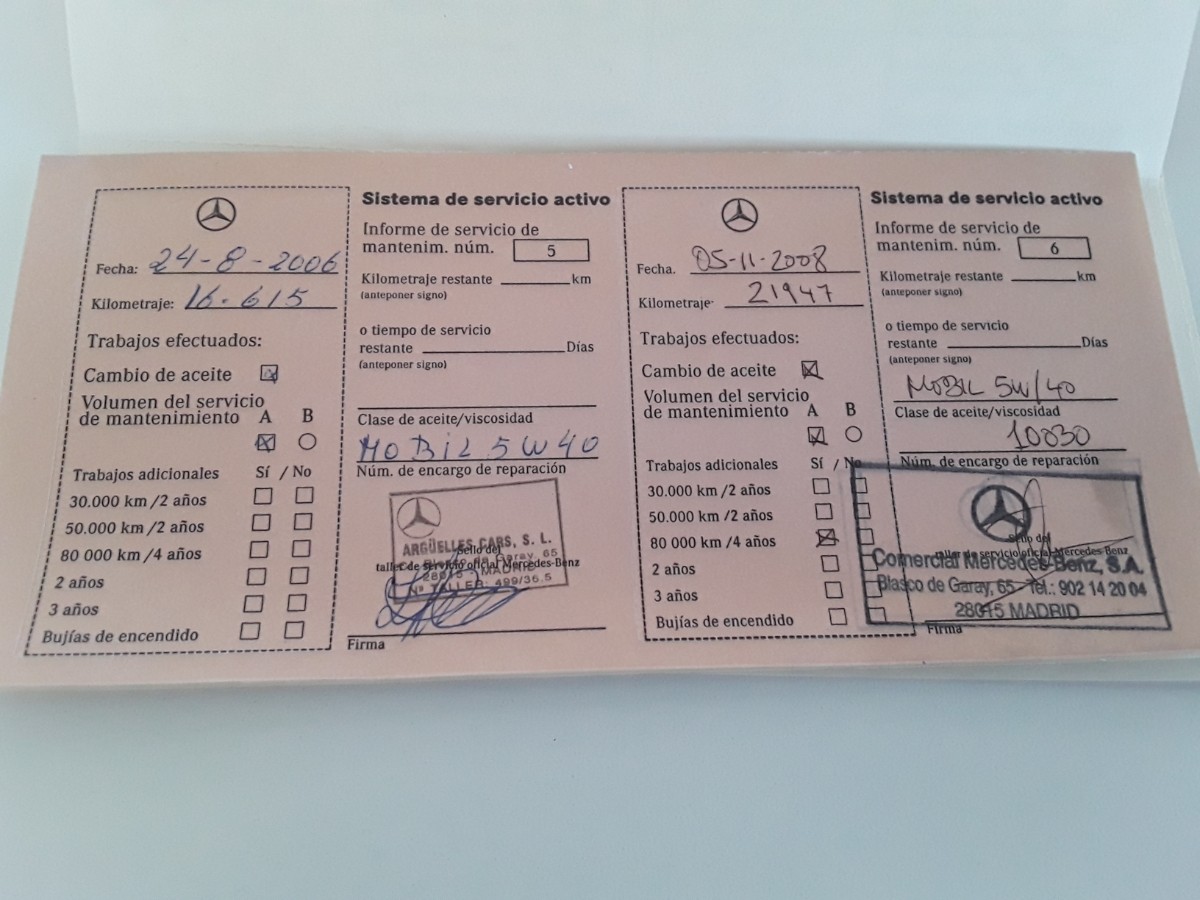 Fecha: 24-8-2006
Kilometraje: 16.615
Trabajos efectuados:
Cambio de aceite
Volumen del servicio
de mantenimiento A B
Trabajos adicionales Sí / No
30.000 km /2 años
50.000 km /2 años
80 000 km /4 años
2 años
3 años
Bujías de encendido
Sistema de servicio activo
Informe de servicio de
mantenim. núm. 5
Kilometraje restante km
(anteponer signo)
o tiempo de servicio
restante Días
(anteponer signo)
Clase de aceite/viscosidad
MOBIL 5W40
Núm. de encargo de reparación
ARGÜELLES CARS, S. L.
Sello del
Garay, 65
taller de servicio oficial Mercedes-Benz
28015 MADRID
Nº TALLER: 499/36.5
Firma
Fecha. 05-11-2008
Kilometraje 21947
Trabajos efectuados:
Cambio de aceite
Volumen del servicio
de mantenimiento A B
Trabajos adicionales Sí / No
30.000 km /2 años
50.000 km /2 años
80 000 km /4 años
2 años
3 años
Bujías de encendido
Sistema de servicio activo
Informe de servicio de
mantenim. núm. 6
Kilometraje restante km
(anteponer signo)
o tiempo de servicio
restante Días
(anteponer signo)
MOBIL 5W/40
Clase de aceite/viscosidad
10830
Núm. de encargo de reparación
Sello del
taller de servicio oficial Mercedes-Benz
Comercial Mercedes-Benz, S.A.
Blasco de Garay, 65 - Tel.: 902 14 20 04
28015 MADRID
Firma